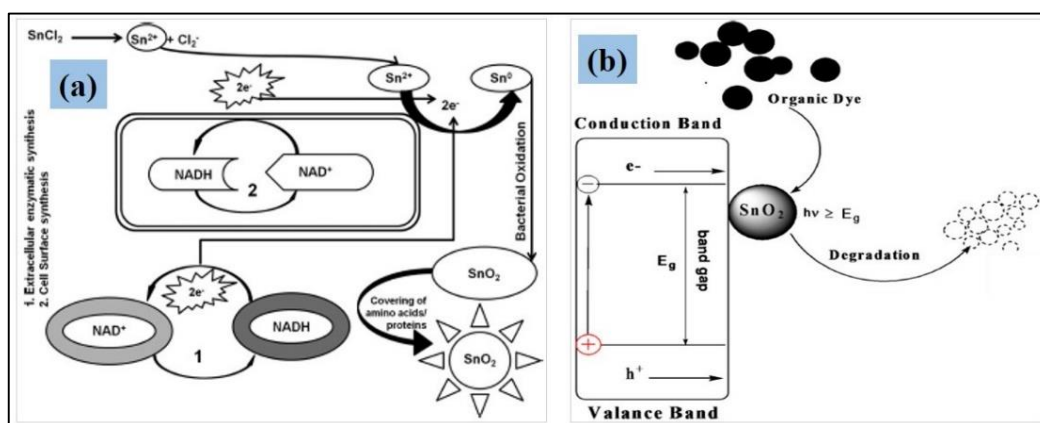 (a)
SnCl₂
Sn²⁺ + Cl₂⁻
Sn²⁺
Sn⁰
2e⁻
2e⁻
NADH
2
NAD⁺
1. Extracellular enzymatic synthesis
2. Cell Surface synthesis
2e⁻
NAD⁺
NADH
1
Bacterial Oxidation
SnO₂
Covering of
amino acids/
proteins
SnO₂
(b)
Organic Dye
Conduction Band
e-
SnO₂
hν ≥ Eg
Eg
band gap
Degradation
h⁺
Valance Band